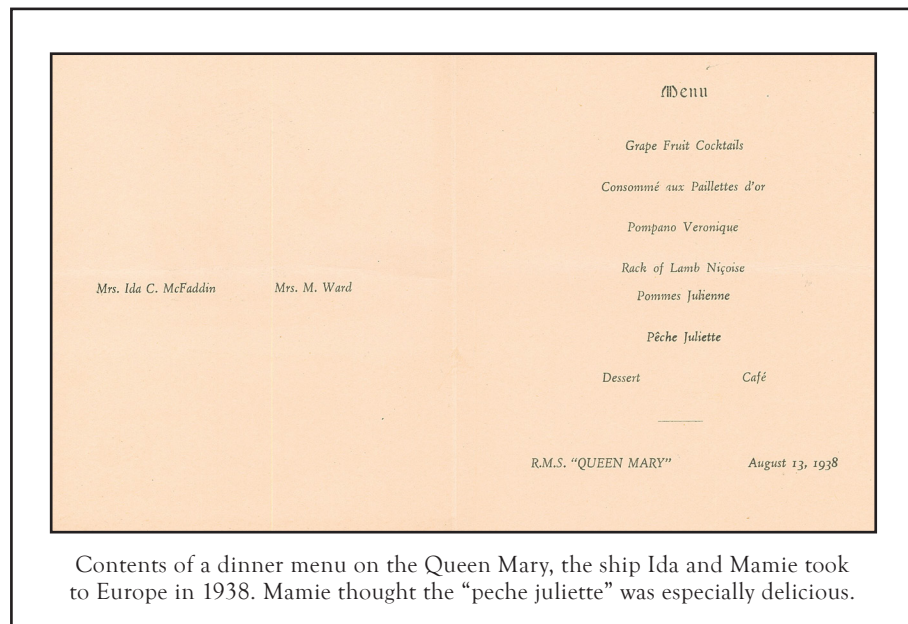 Mrs. Ida C. McFaddin Mrs. M. Ward
Menu
Grape Fruit Cocktails
Consommé aux Paillettes d'or
Pompano Veronique
Rack of Lamb Niçoise
Pommes Julienne
Pêche Juliette
Dessert Café
R.M.S. "QUEEN MARY" August 13, 1938
Contents of a dinner menu on the Queen Mary, the ship Ida and Mamie took
to Europe in 1938. Mamie thought the “peche juliette” was especially delicious.